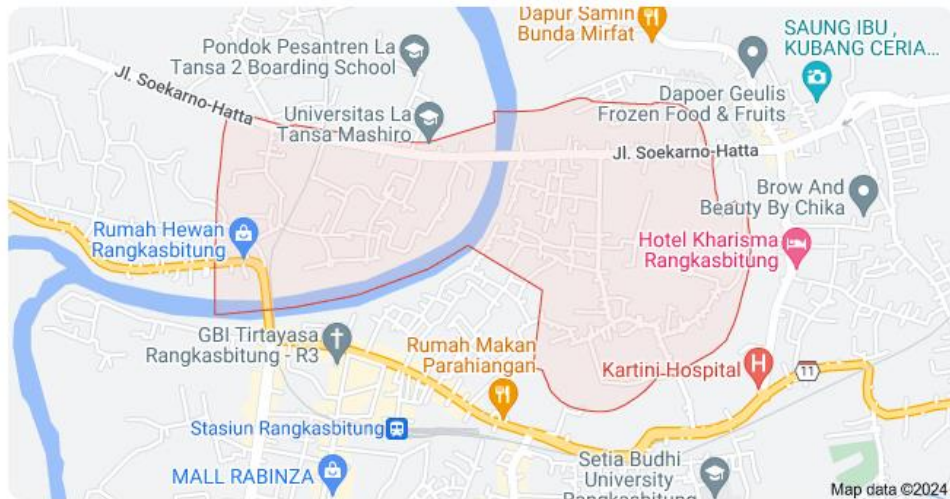 Dapur Samin
Bunda Mirfat
SAUNG IBU ,
KUBANG CERIA...
Pondok Pesantren La
Tansa 2 Boarding School
Jl. Soekarno-Hatta
Dapoer Geulis
Frozen Food & Fruits
Universitas La
Tansa Mashiro
Jl. Soekarno-Hatta
Brow And
Beauty By Chika
Rumah Hewan
Rangkasbitung
Hotel Kharisma
Rangkasbitung
GBI Tirtayasa
Rangkasbitung - R3
Rumah Makan
Parahiangan
Kartini Hospital
H
11
Stasiun Rangkasbitung
MALL RABINZA
Setia Budhi
University
Rangkasbitung
Map data ©2024